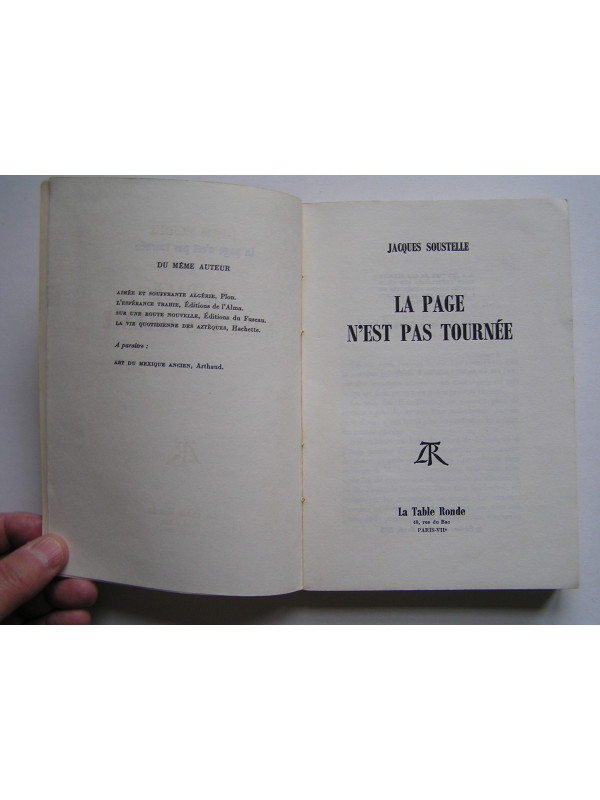 DU MÊME AUTEUR
AIMÉE ET SOUFFRANTE ALGÉRIE, Plon.
L'ESPÉRANCE TRAHIE, Éditions de l'Alma.
SUR UNE ROUTE NOUVELLE, Éditions du Fuseau.
LA VIE QUOTIDIENNE DES AZTÈQUES, Hachette.
A paraître :
ART DU MEXIQUE ANCIEN, Arthaud.
JACQUES SOUSTELLE
LA PAGE
N'EST PAS TOURNÉE
TR
La Table Ronde
40, rue du Bac
PARIS-VIIe